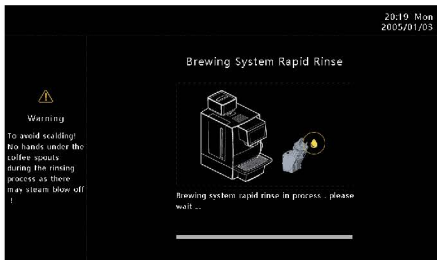 20:19 Mon
2005/01/03
Brewing System Rapid Rinse
Warning
To avoid scalding!
No hands under the
coffee spouts
during the rinsing
process as there
may steam blow off
!
Brewing system rapid rinse in process , please
wait ...